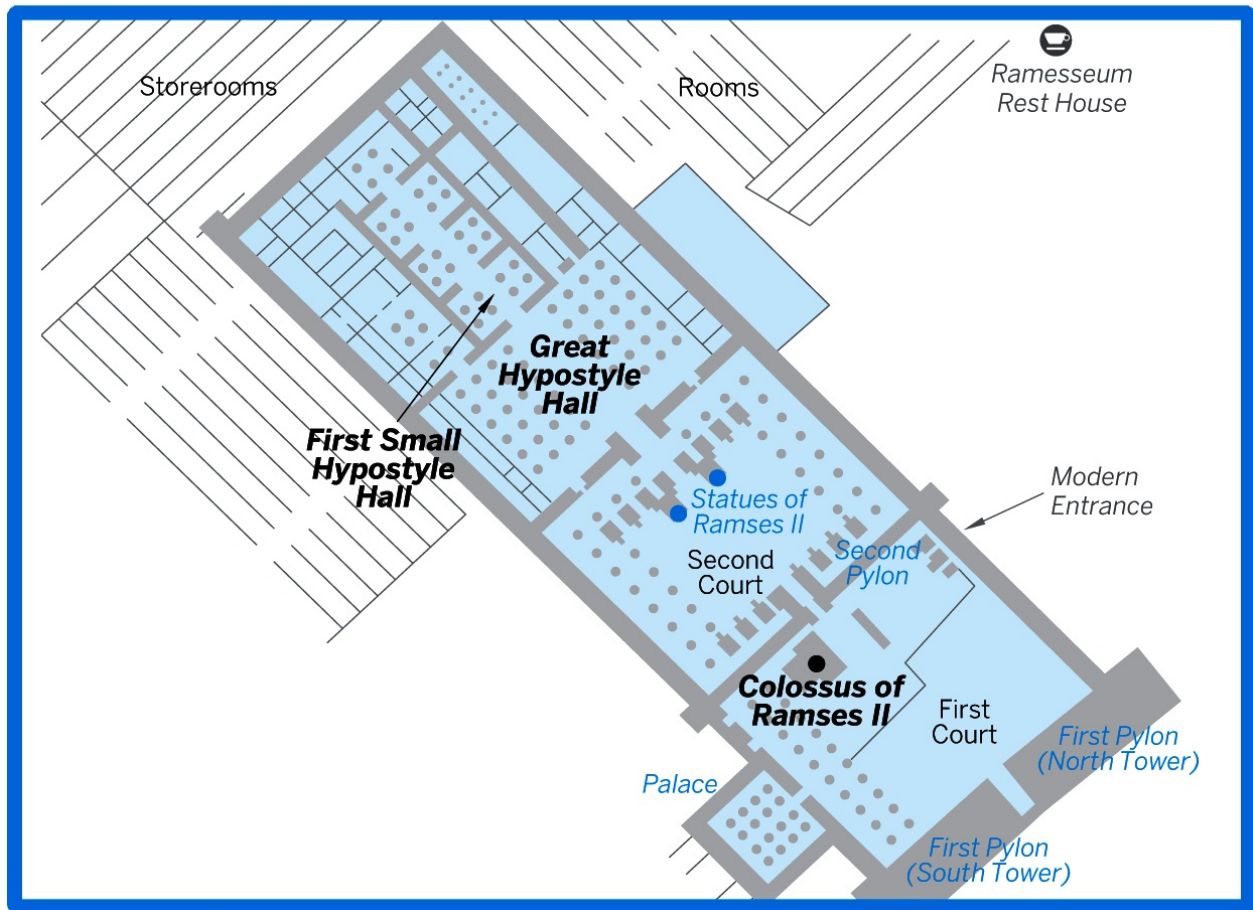 Storerooms
Rooms
Ramesseum
Rest House
Great
Hypostyle
Hall
First Small
Hypostyle
Hall
Modern
Entrance
Statues of
Ramses II
Second
Court
Second
Pylon
Colossus of
Ramses II
First
Court
First Pylon
(North Tower)
Palace
First Pylon
(South Tower)